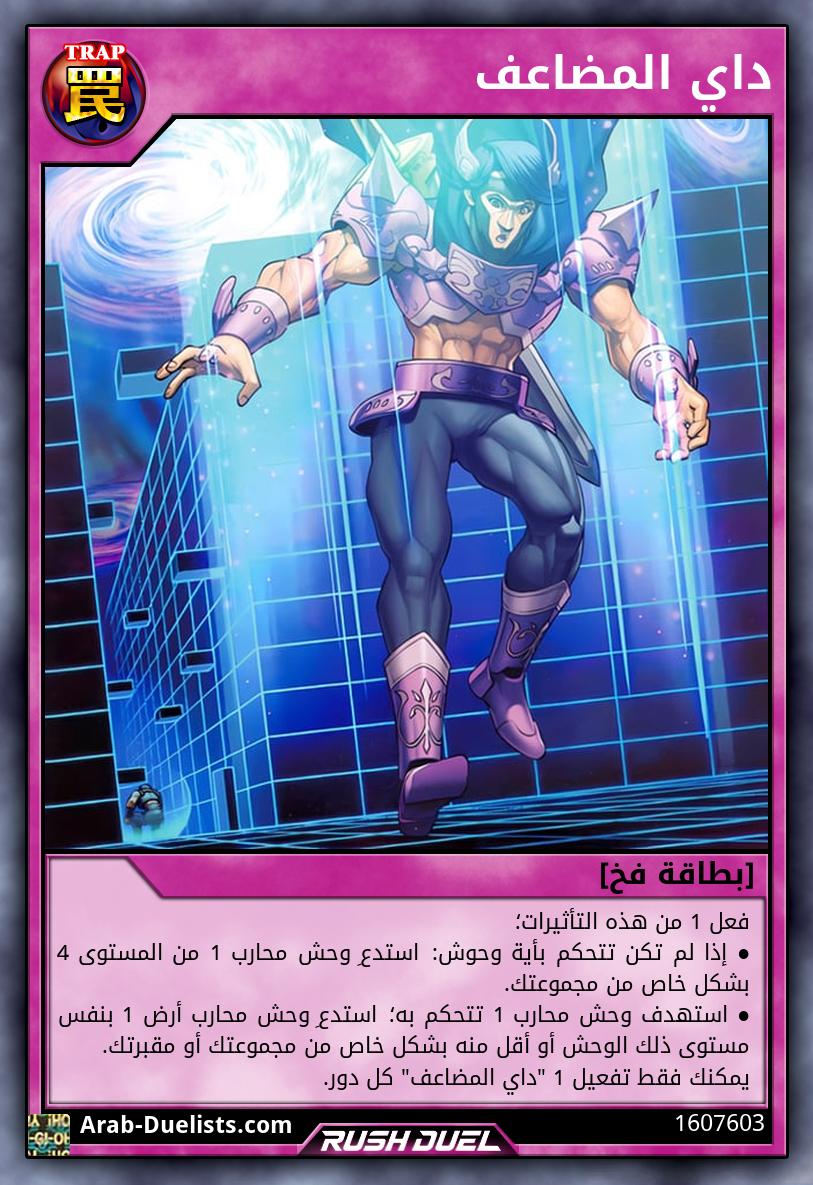 TRAP
罠
داي المضاعف
[بطاقة فخ]
فعل 1 من هذه التأثيرات؛
● إذا لم تكن تتحكم بأية وحوش: استدعِ وحش محارب 1 من المستوى 4
بشكل خاص من مجموعتك.
● استهدف وحش محارب 1 تتحكم به؛ استدعِ وحش محارب أرض 1 بنفس
مستوى ذلك الوحش أو أقل منه بشكل خاص من مجموعتك أو مقبرتك.
يمكنك فقط تفعيل 1 "داي المضاعف" كل دور.
Arab-Duelists.com
RUSH DUEL
1607603